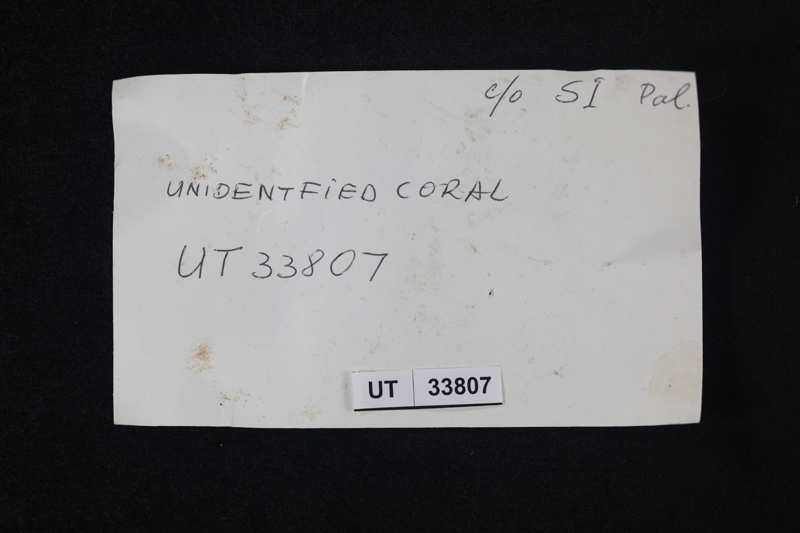 c/o SI Pal.
UNIDENTFiED CORAL
UT 33807
UT 33807